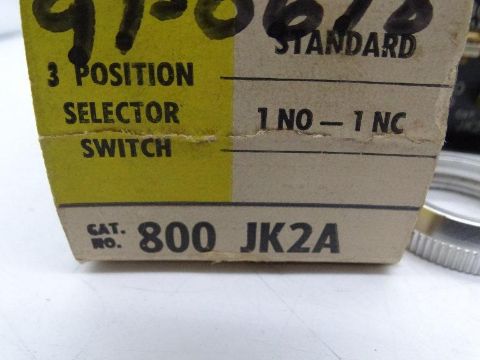 STANDARD
3 POSITION
SELECTOR
SWITCH
1 NO — 1 NC
CAT.
NO. 800 JK2A